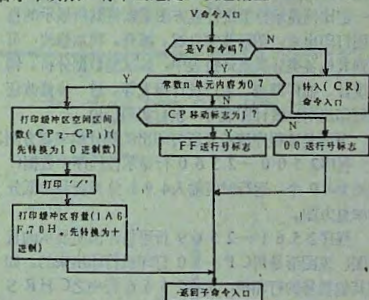 V命令入口
是V命令吗?
N
Y
常数n单元内容为0?
转入(CR)
命令入口
Y
N
CP移动标志为1?
打印缓冲区空间区间
数(CP₂-CP₁)(
先转换为10进制数)
Y
N
FF送行号标志
00送行号标志
打印'/'
打印缓冲区容量(1A6
F.70H,先转换为十
进制)
返回子命令入口